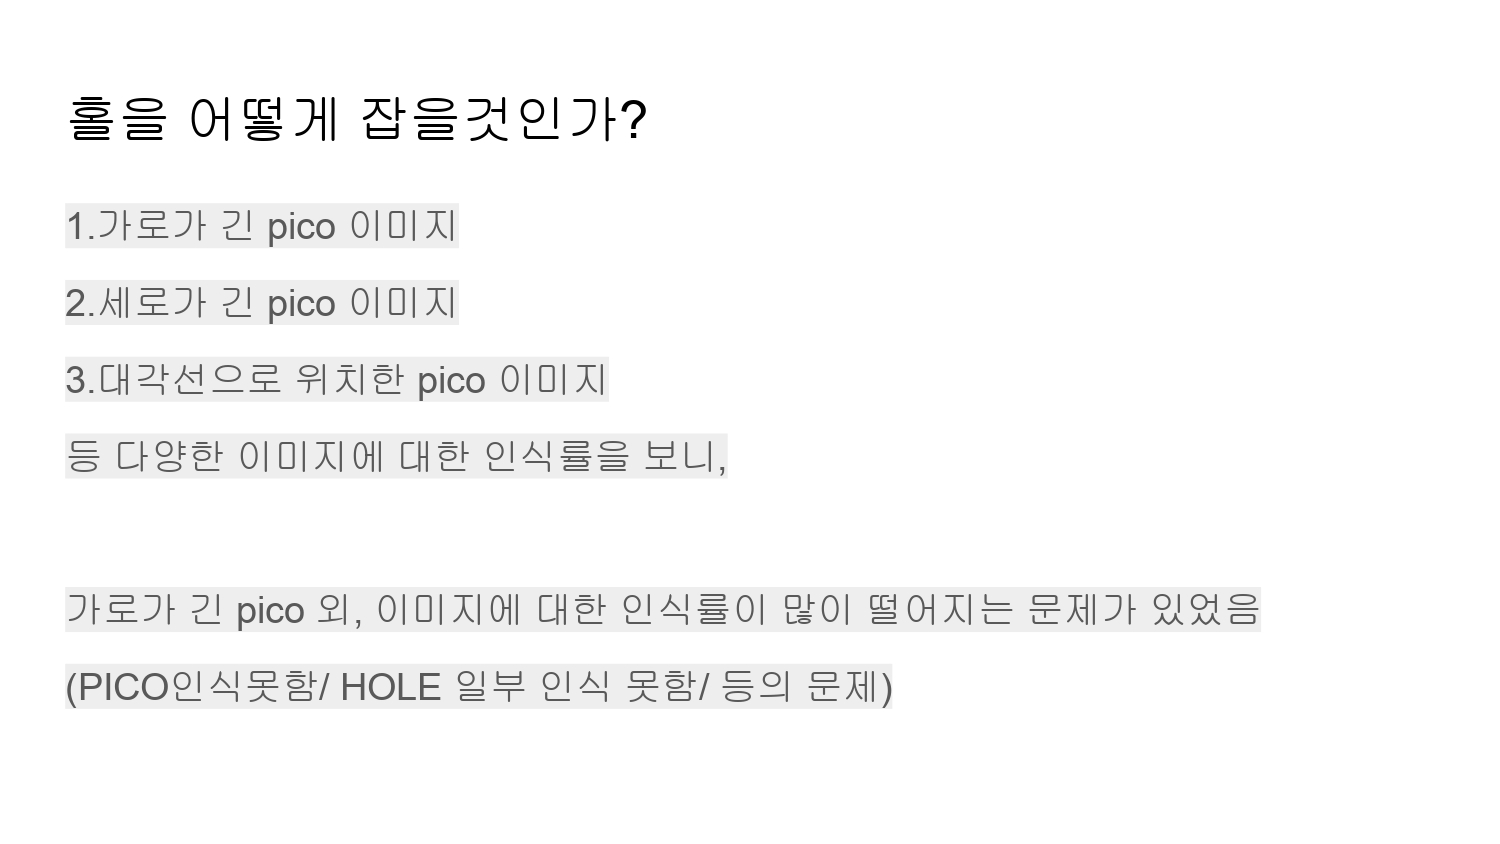 홀을 어떻게 잡을것인가?
1.가로가 긴 pico 이미지
2.세로가 긴 pico 이미지
3.대각선으로 위치한 pico 이미지
등 다양한 이미지에 대한 인식률을 보니,
가로가 긴 pico 외, 이미지에 대한 인식률이 많이 떨어지는 문제가 있었음
(PICO인식못함/ HOLE 일부 인식 못함/ 등의 문제)